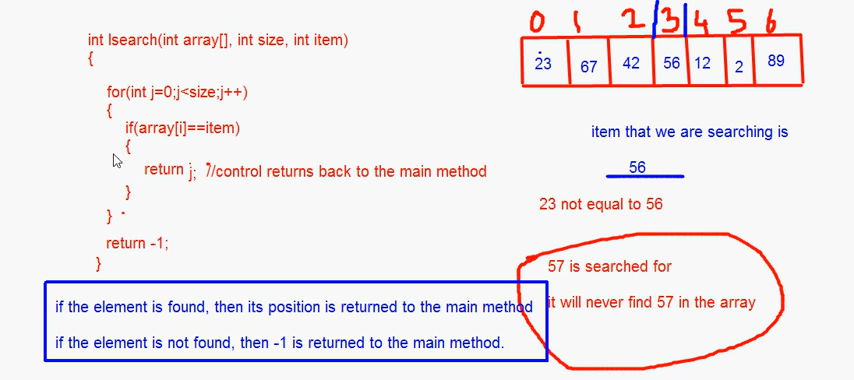 int lsearch(int array[], int size, int item)
{
for(int j=0;j<size;j++)
{
if(array[i]==item)
{
return j; //control returns back to the main method
}
}
return -1;
}
0 1 2 3 4 5 6
23 67 42 56 12 2 89
item that we are searching is
56
23 not equal to 56
57 is searched for
it will never find 57 in the array
if the element is found, then its position is returned to the main method
if the element is not found, then -1 is returned to the main method.